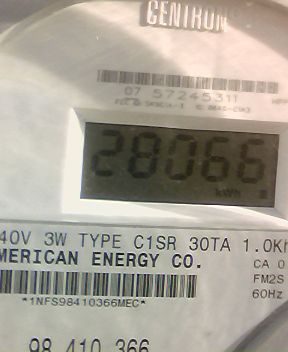 CENTRON
07 57245311
28066
kWh
40V 3W TYPE C1SR 30TA 1.0Kh
MERICAN ENERGY CO.
CA 0
FM2S
60Hz
*1NFS98410366MEC*
98 410 366